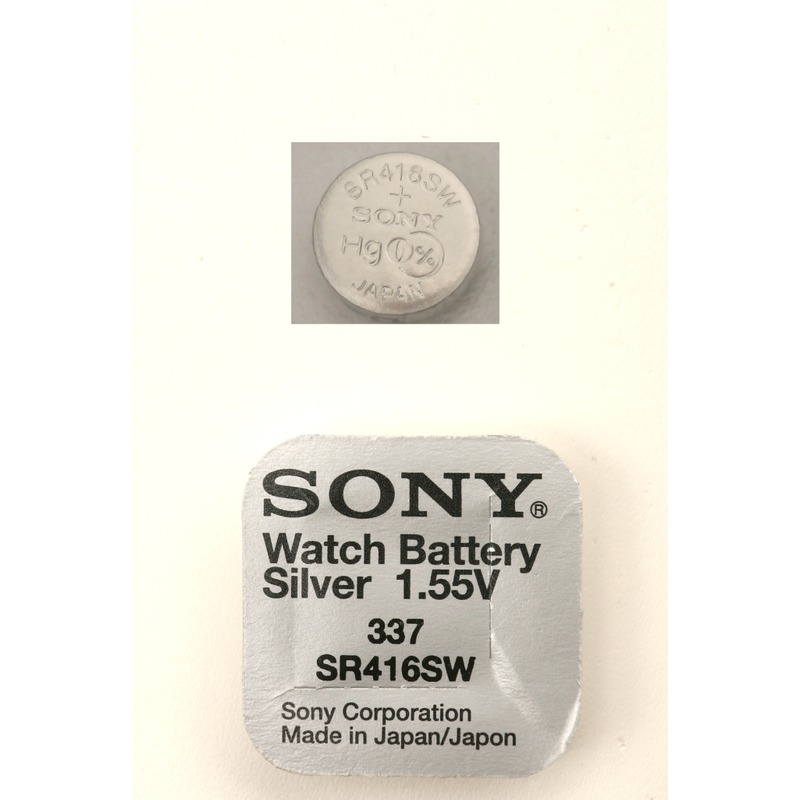 SR416SW
+
SONY
Hg 0%
JAPAN
SONY®
Watch Battery
Silver 1.55V
337
SR416SW
Sony Corporation
Made in Japan/Japon